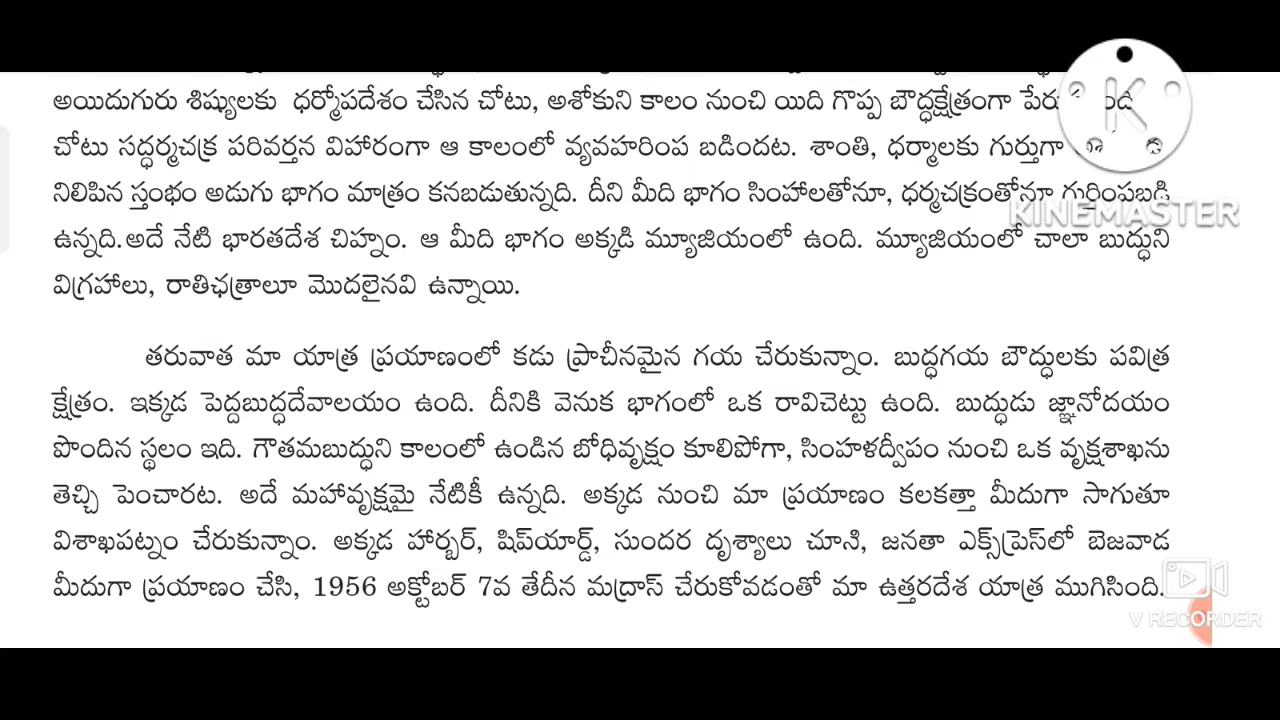 అయిదుగురు శిష్యులకు ధర్మోపదేశం చేసిన చోటు, అశోకుని కాలం నుంచి యిది గొప్ప బౌద్ధక్షేత్రంగా
KINEMASTER
చోటు సద్ధర్మచక్ర పరివర్తన విహారంగా ఆ కాలంలో వ్యవహరింప బడిందట. శాంతి, ధర్మాలకు గుర్తుగా
నిలిపిన స్తంభం అడుగు భాగం మాత్రం కనబడుతున్నది. దీని మీది భాగం సింహాలతోనూ, ధర్మచక్రంతోనూ గుర్తింపబడి
ఉన్నది.అదే నేటి భారతదేశ చిహ్నం. ఆ మీది భాగం అక్కడి మ్యూజియంలో ఉంది. మ్యూజియంలో చాలా బుద్ధుని
విగ్రహాలు, రాతిఛత్రాలూ మొదలైనవి ఉన్నాయి.
తరువాత మా యాత్ర ప్రయాణంలో కడు ప్రాచీనమైన గయ చేరుకున్నాం. బుద్ధగయ బౌద్ధులకు పవిత్ర
క్షేత్రం. ఇక్కడ పెద్దబుద్ధదేవాలయం ఉంది. దీనికి వెనుక భాగంలో ఒక రావిచెట్టు ఉంది. బుద్ధుడు జ్ఞానోదయం
పొందిన స్థలం ఇది. గౌతమబుద్ధుని కాలంలో ఉండిన బోధివృక్షం కూలిపోగా, సింహళద్వీపం నుంచి ఒక వృక్షశాఖను
తెచ్చి పెంచారట. అదే మహావృక్షమై నేటికీ ఉన్నది. అక్కడ నుంచి మా ప్రయాణం కలకత్తా మీదుగా సాగుతూ
విశాఖపట్నం చేరుకున్నాం. అక్కడ హార్బర్, షిప్‌యార్డ్, సుందర దృశ్యాలు చూని, జనతా ఎక్స్‌ప్రెస్‌లో బెజవాడ
మీదుగా ప్రయాణం చేసి, 1956 అక్టోబర్ 7వ తేదీన మద్రాస్ చేరుకోవడంతో మా ఉత్తరదేశ యాత్ర ముగిసింది.
V RECORDER